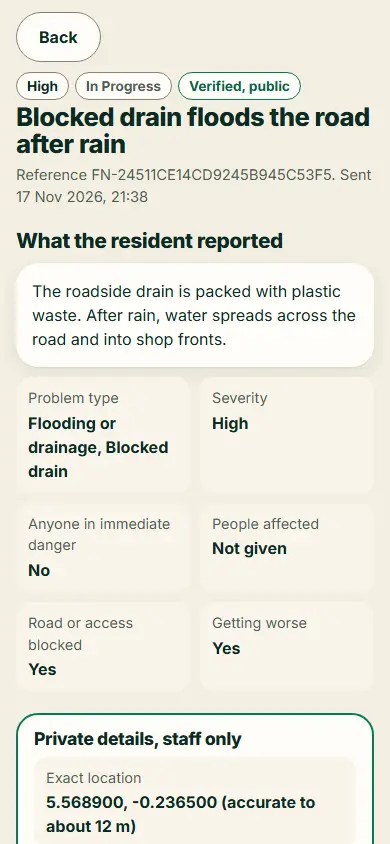 Back
High
In Progress
Verified, public
Blocked drain floods the road
after rain
Reference FN-24511CE14CD9245B945C53F5. Sent
17 Nov 2026, 21:38
What the resident reported
The roadside drain is packed with plastic
waste. After rain, water spreads across the
road and into shop fronts.
Problem type
Flooding or
drainage, Blocked
drain
Severity
High
Anyone in immediate
danger
No
People affected
Not given
Road or access
blocked
Yes
Getting worse
Yes
Private details, staff only
Exact location
5.568900, -0.236500 (accurate to
about 12 m)